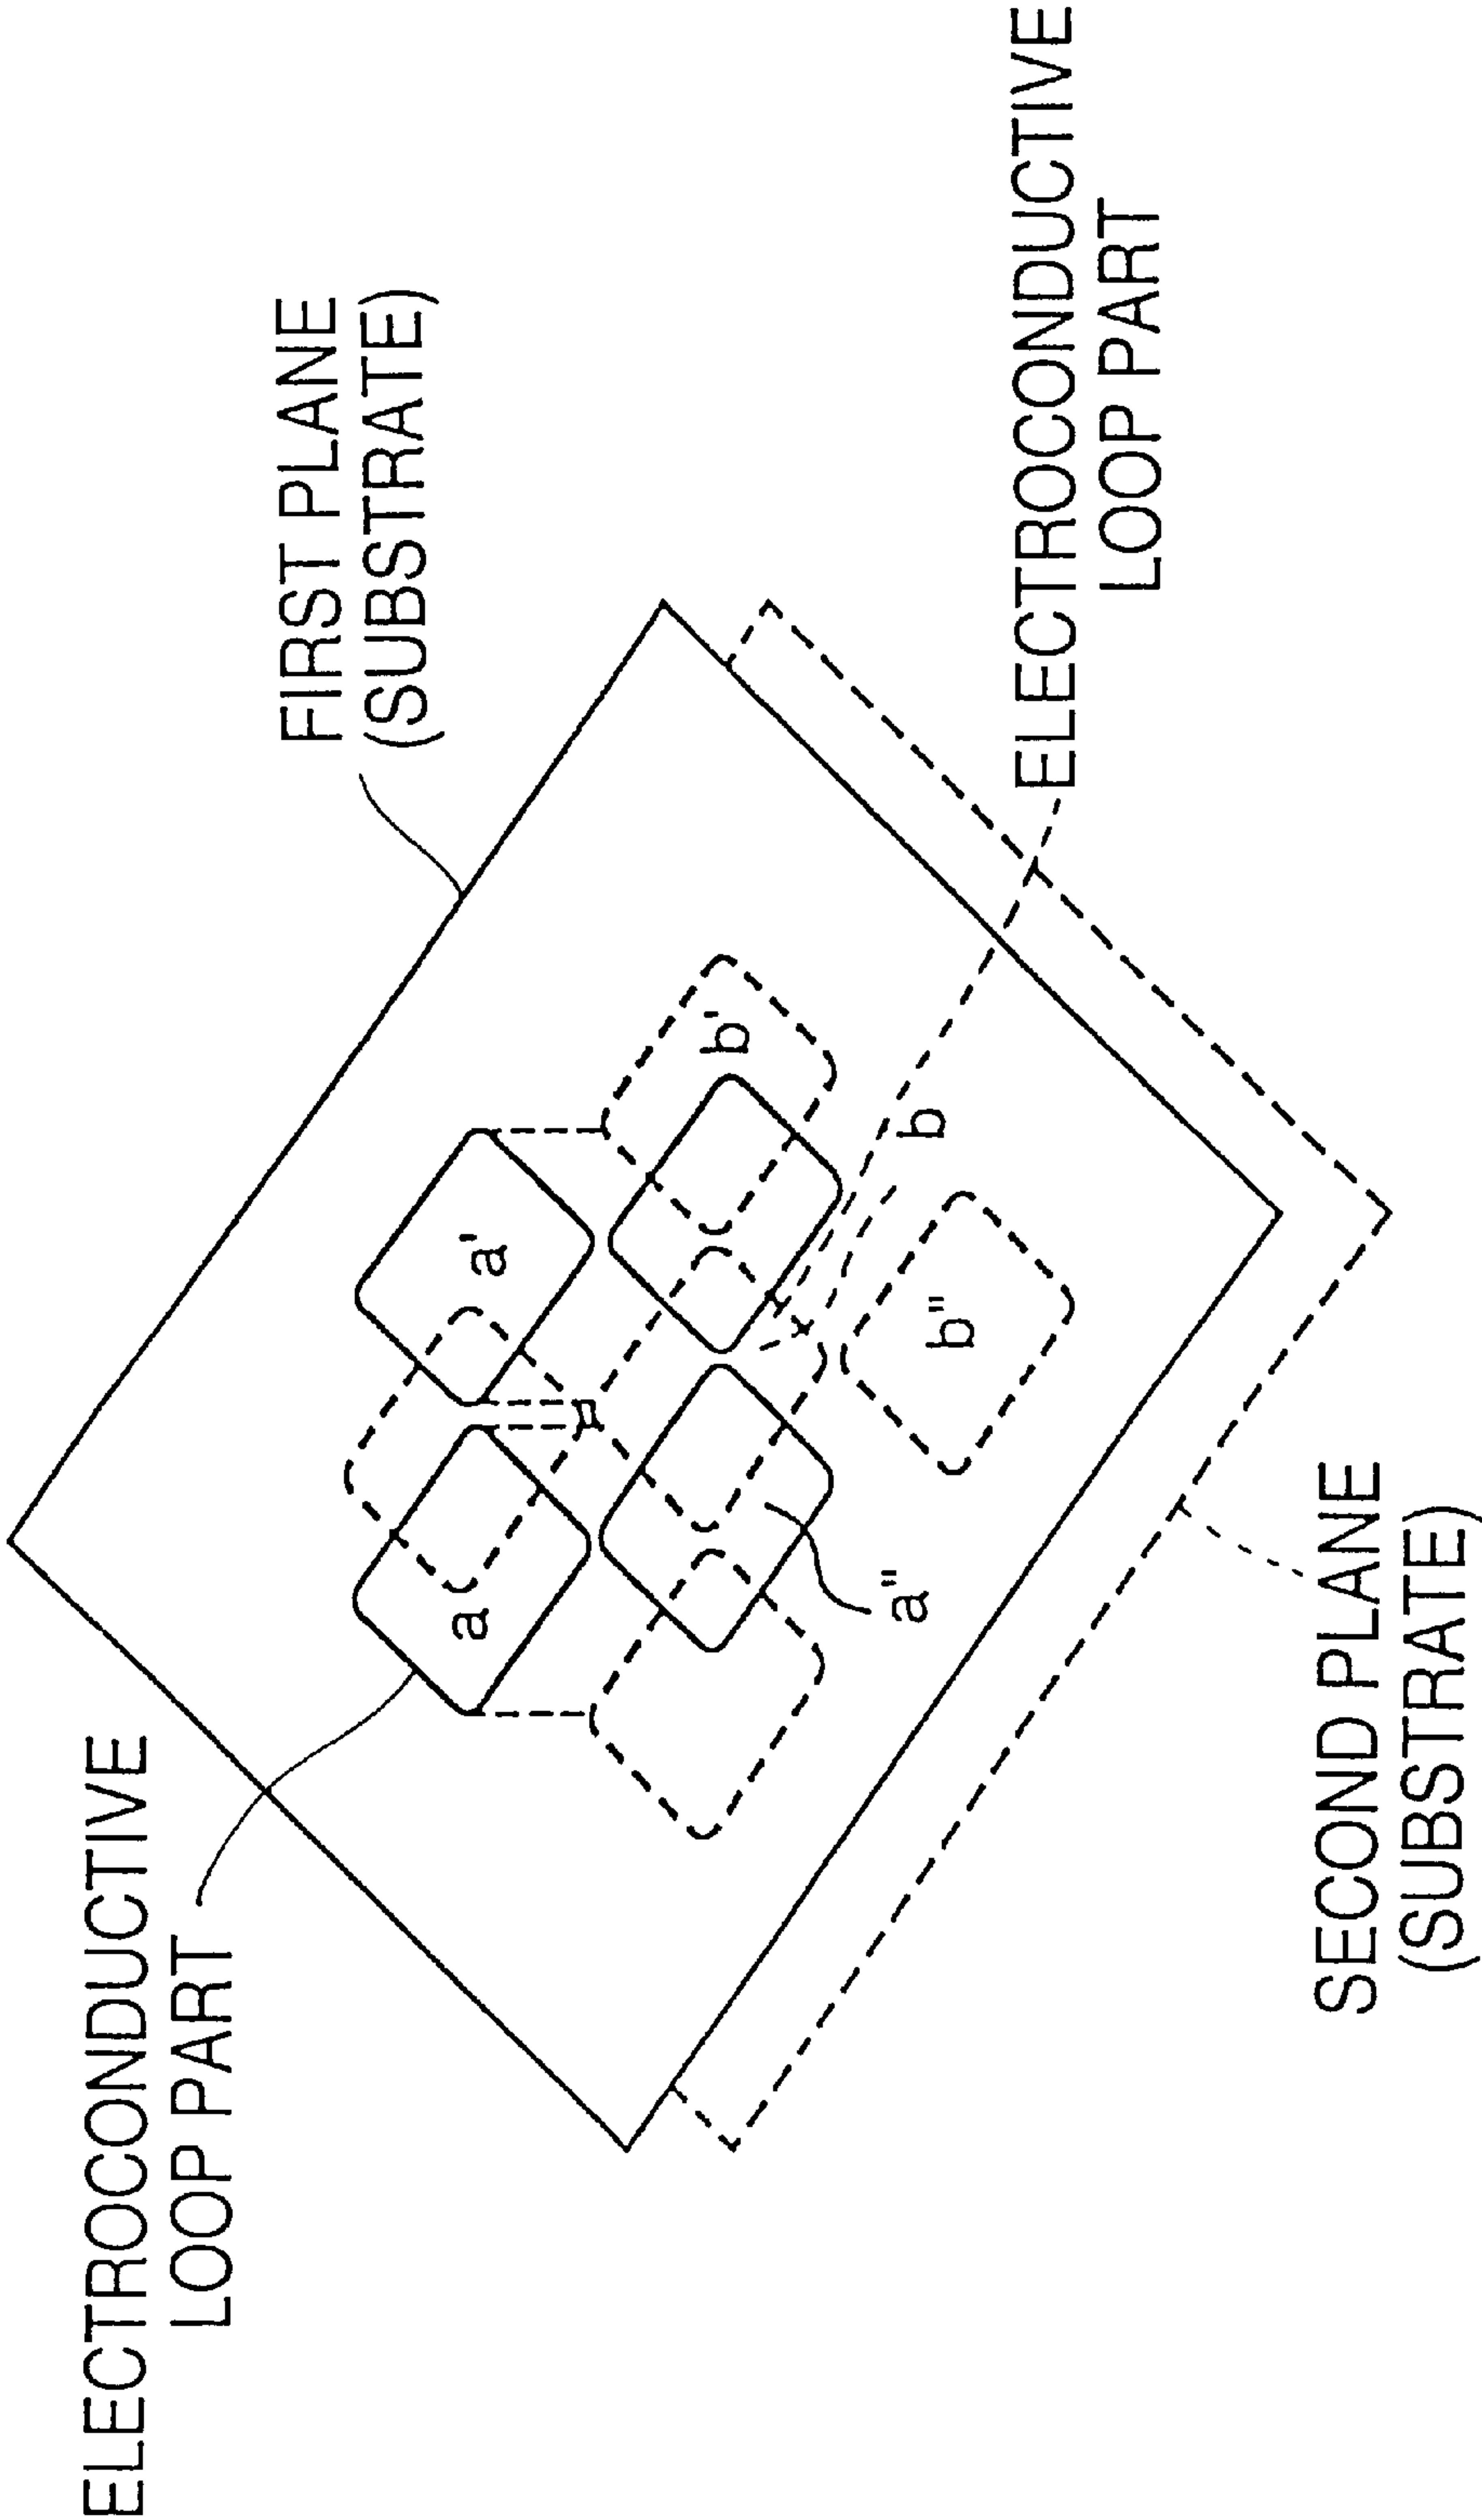 ELECTROCONDUCTIVE
LOOP PART
FIRST PLANE
(SUBSTRATE)
a
a'
b'
a"
b"
b
ELECTROCONDUCTIVE
LOOP PART
SECOND PLANE
(SUBSTRATE)